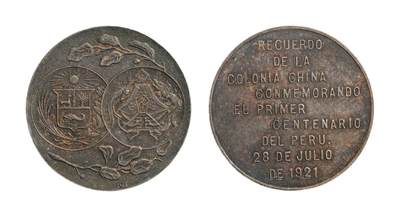 RECUERDO
DE LA
COLONIA CHINA
CONMEMORANDO
EL PRIMER
CENTENARIO
DEL PERU.
28 DE JULIO
DE 1921